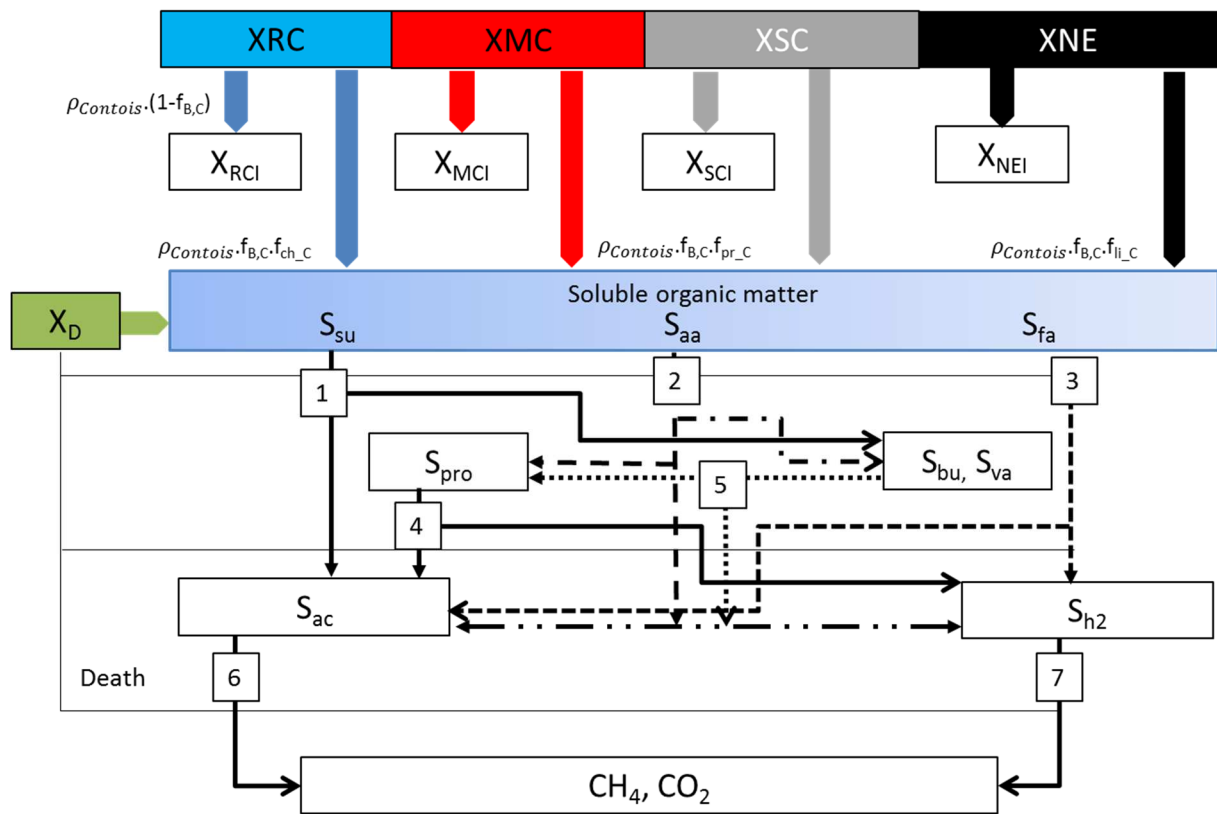 XRC XMC XSC XNE
ρContois.(1-fB,C)
XRCI XMCI XSCI XNEI
ρContois.fB,C.fch_C ρContois.fB,C.fpr_C ρContois.fB,C.fli_C
Soluble organic matter
XD Ssu Saa Sfa
1 2 3
Spro 5 Sbu, Sva
4
Sac Sh2
Death 6 7
CH4, CO2